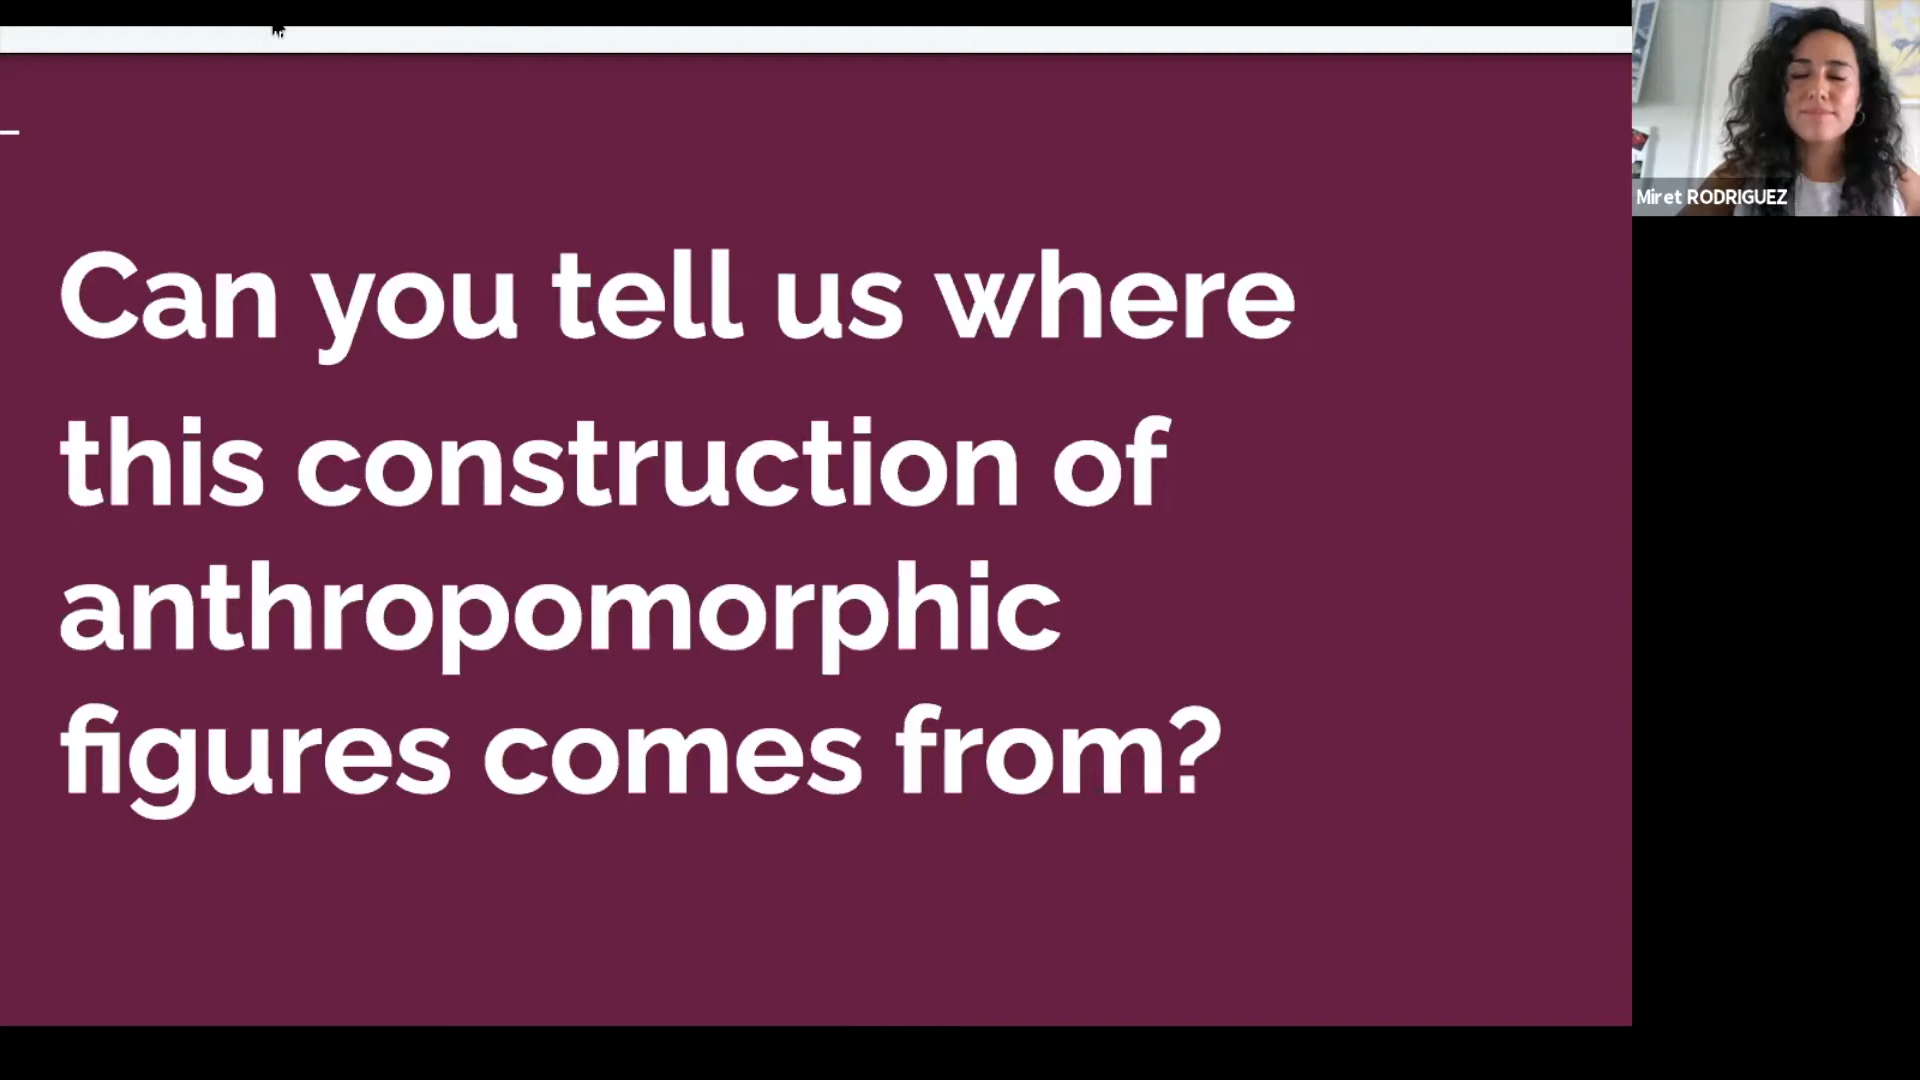 Can you tell us where
this construction of
anthropomorphic
figures comes from?
Miret RODRIGUEZ